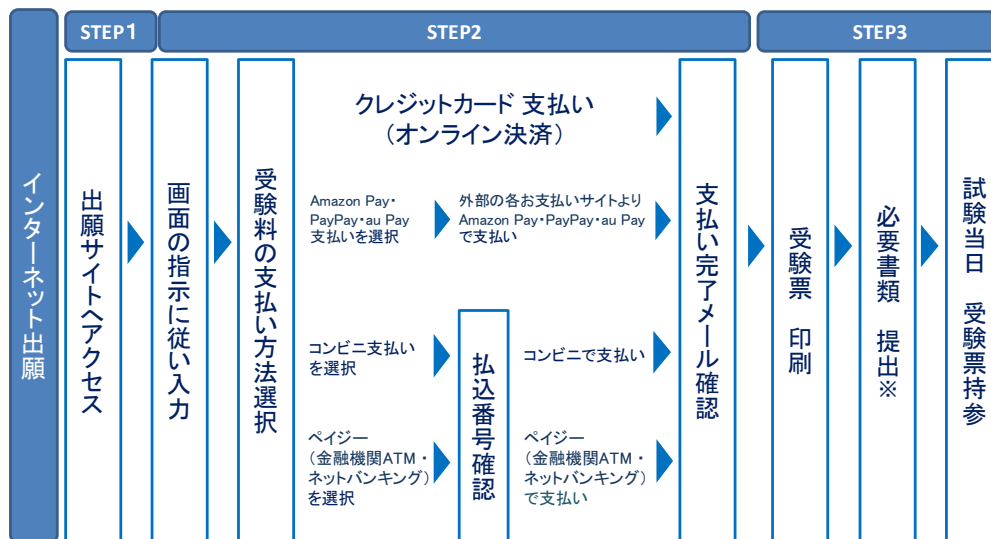 STEP1
STEP2
STEP3
インターネット出願
出願サイトへアクセス
画面の指示に従い入力
受験料の支払い方法選択
クレジットカード 支払い
（オンライン決済）
Amazon Pay・
PayPay・au Pay
支払いを選択
外部の各お支払いサイトより
Amazon Pay・PayPay・au Pay
で支払い
コンビニ支払い
を選択
ペイジー
（金融機関ATM・
ネットバンキング）
を選択
払込番号確認
コンビニで支払い
ペイジー
（金融機関ATM・
ネットバンキング）
で支払い
支払い完了メール確認
受験票 印刷
必要書類 提出※
試験当日 受験票持参